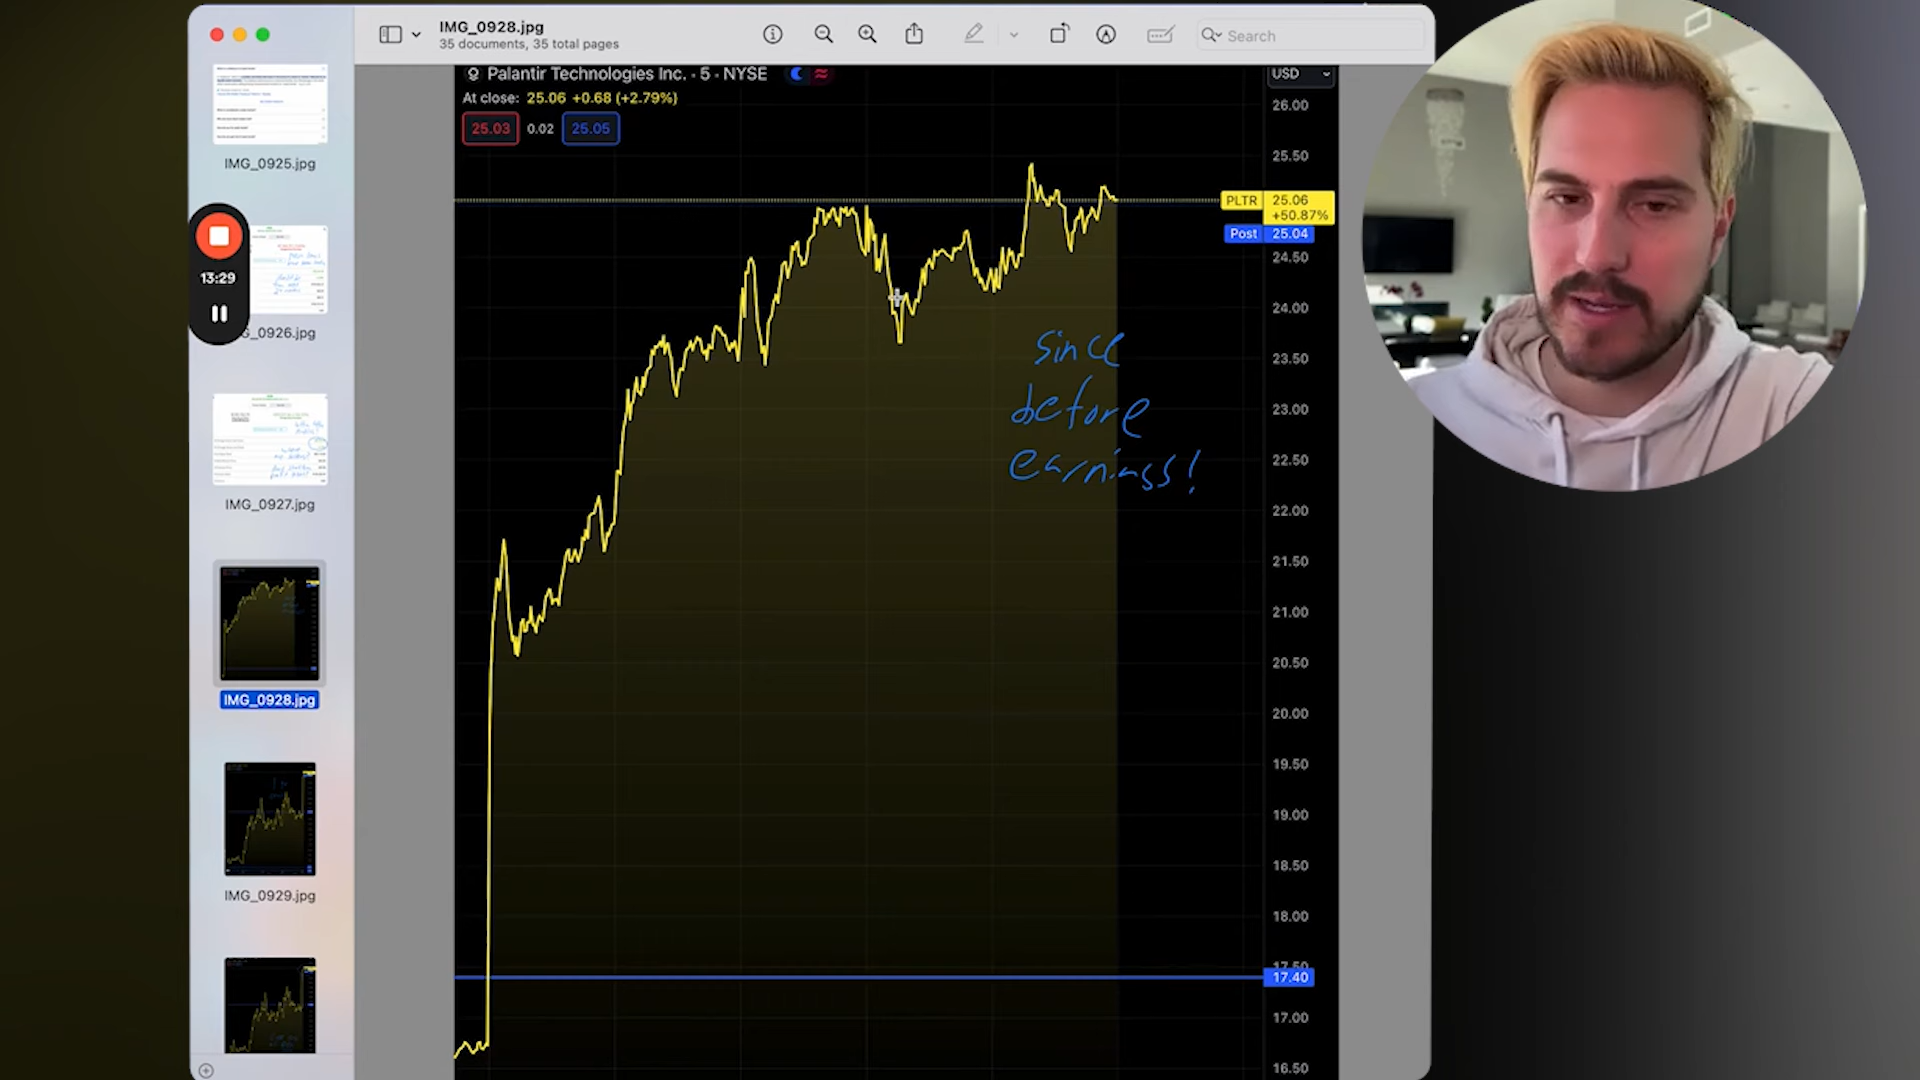 IMG_0928.jpg
35 documents, 35 total pages
Search
IMG_0925.jpg
13:29
G_0926.jpg
IMG_0927.jpg
IMG_0928.jpg
IMG_0929.jpg
Palantir Technologies Inc. · 5 · NYSE
At close: 25.06 +0.68 (+2.79%)
25.03 0.02 25.05
since
before
earnings!
USD
26.00
25.50
PLTR 25.06
+50.87%
Post 25.04
24.50
24.00
23.50
23.00
22.50
22.00
21.50
21.00
20.50
20.00
19.50
19.00
18.50
18.00
17.50
17.40
17.00
16.50